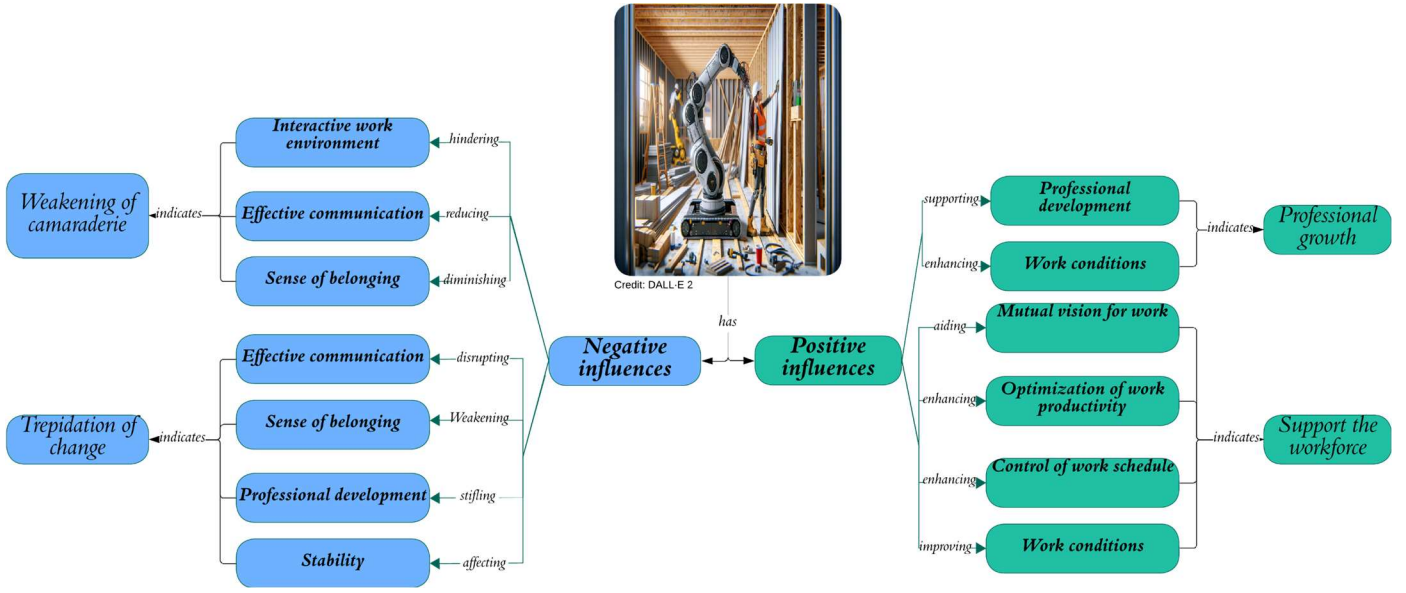 Credit: DALL·E 2
has
Negative
influences
Positive
influences
hindering
Interactive work
environment
reducing
Effective communication
diminishing
Sense of belonging
indicates
Weakening of
camaraderie
disrupting
Effective communication
Weakening
Sense of belonging
stifling
Professional development
affecting
Stability
indicates
Trepidation of
change
supporting
Professional
development
enhancing
Work conditions
indicates
Professional
growth
aiding
Mutual vision for work
enhancing
Optimization of work
productivity
enhancing
Control of work schedule
improving
Work conditions
indicates
Support the
workforce